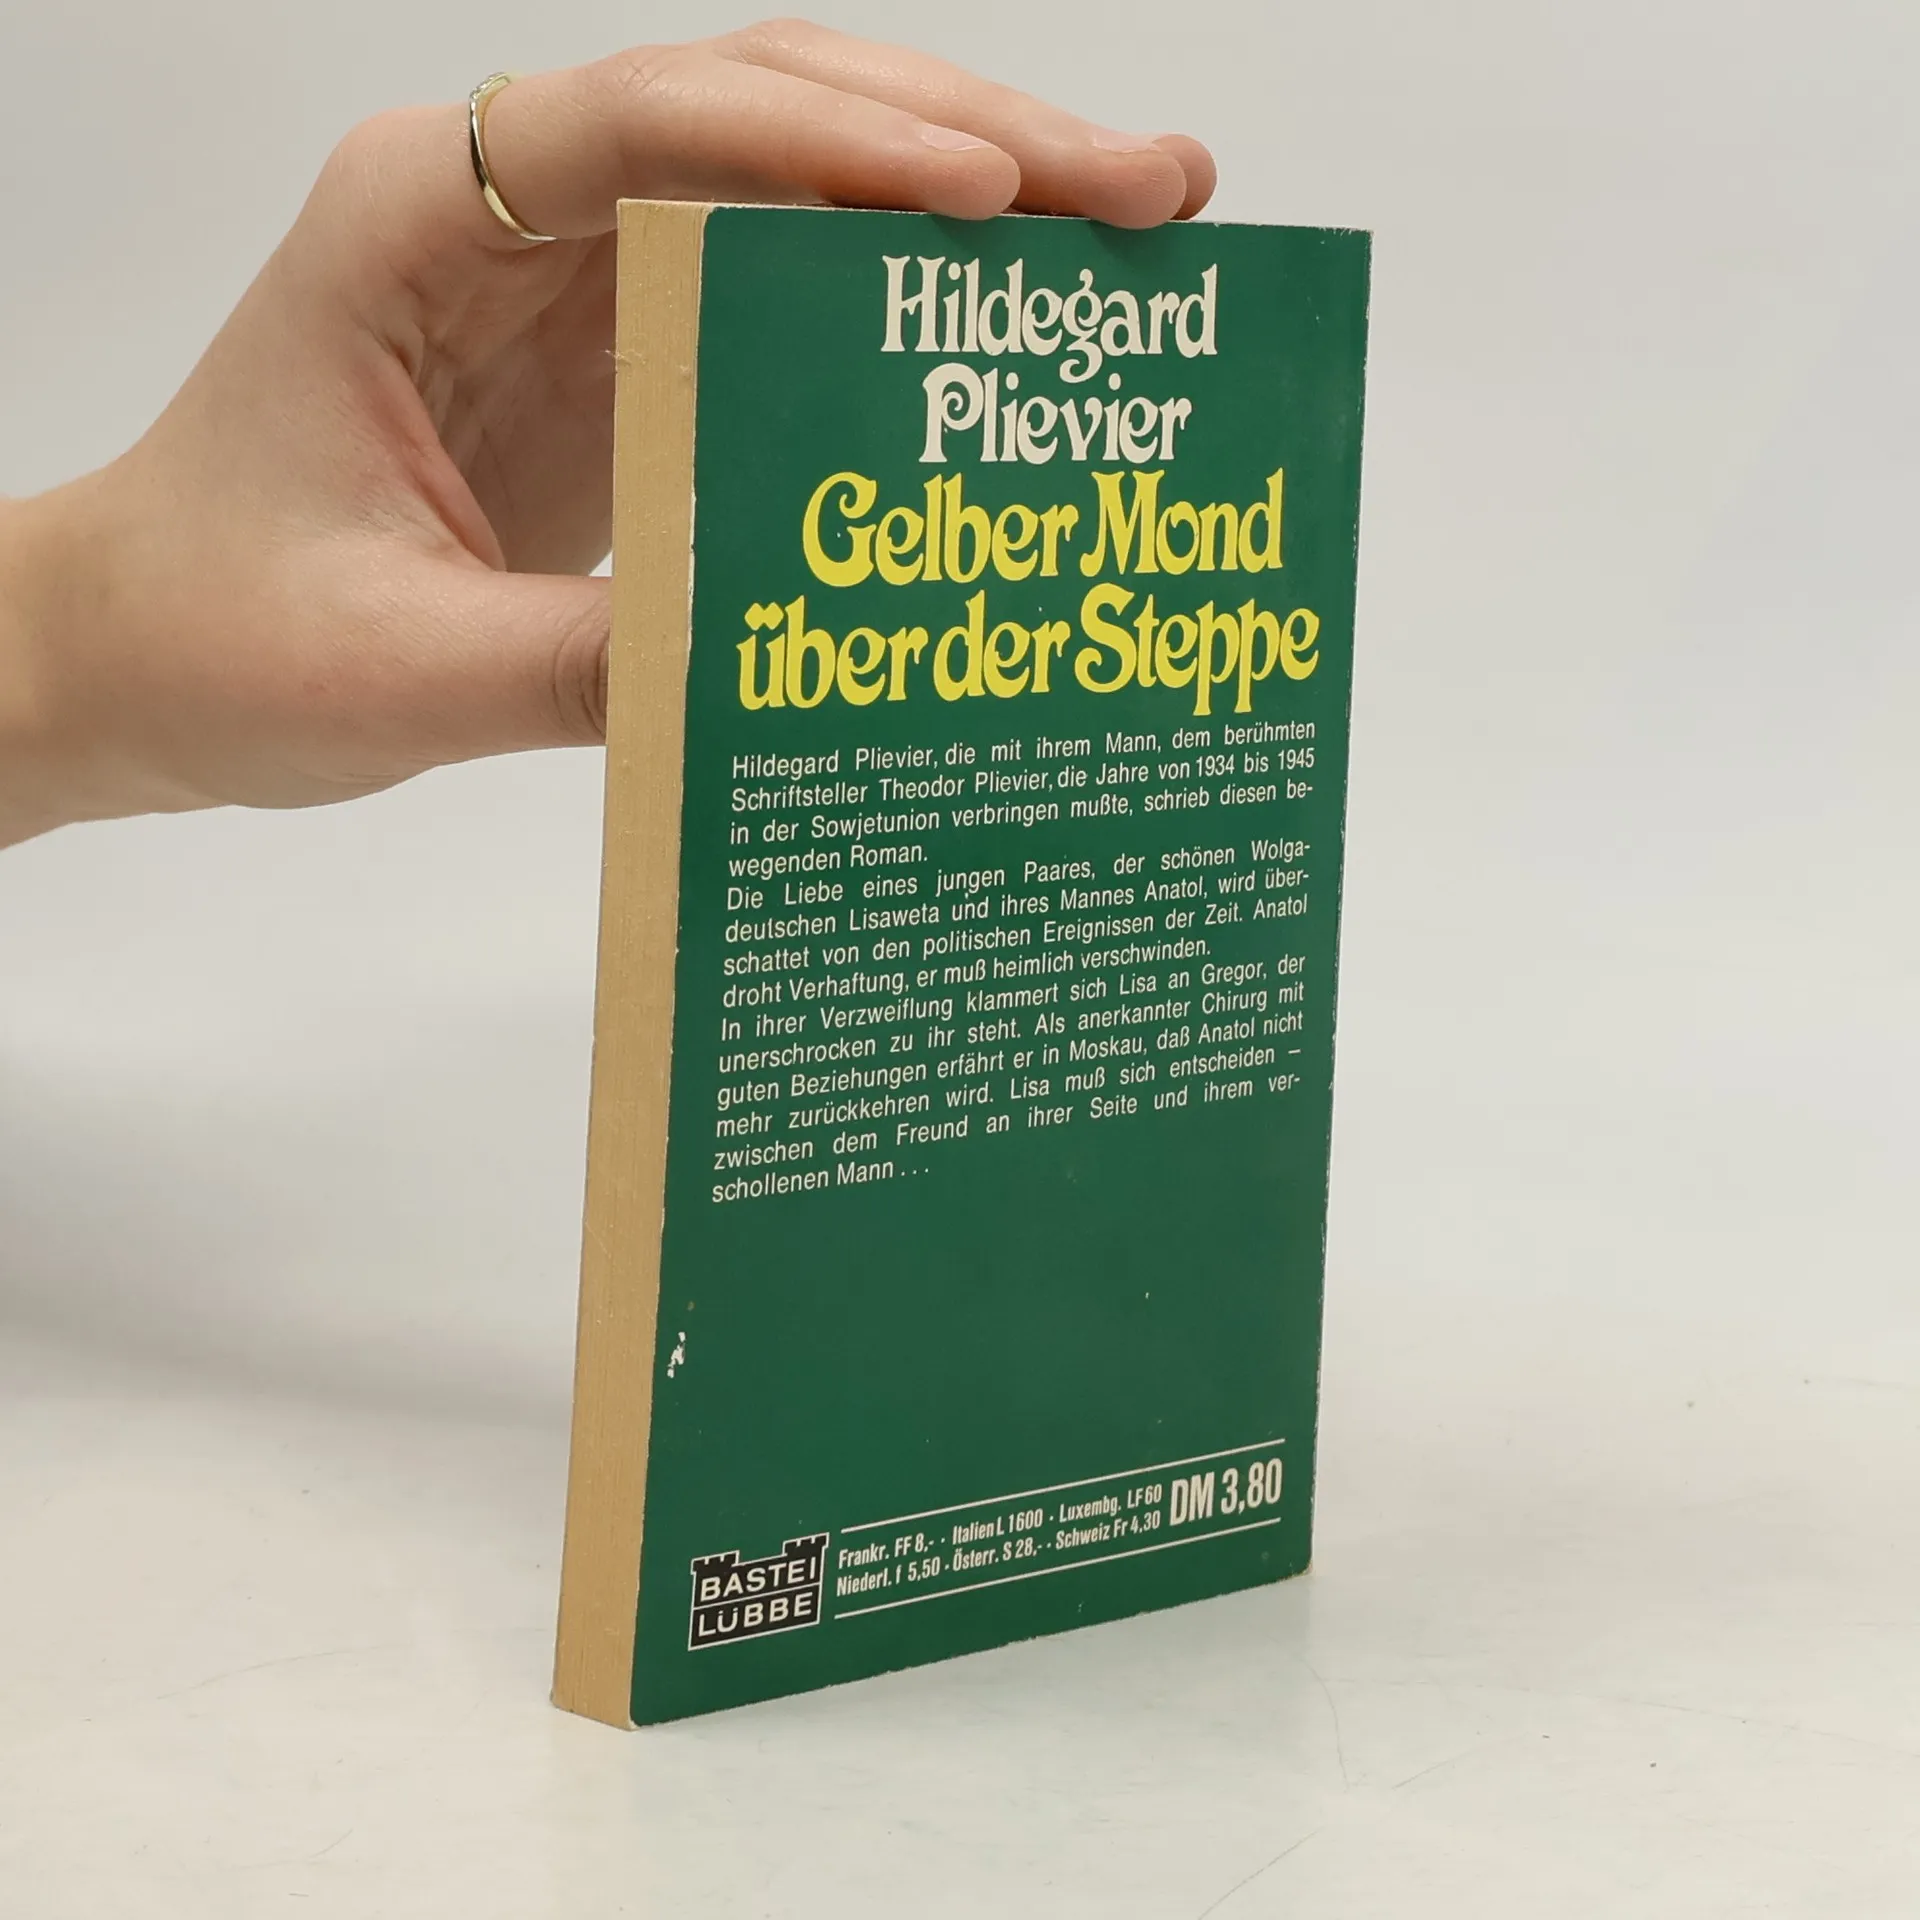 Hildegard
Plievier
Gelber Mond
über der Steppe
Hildegard Plievier, die mit ihrem Mann, dem berühmten
Schriftsteller Theodor Plievier, die Jahre von 1934 bis 1945
in der Sowjetunion verbringen mußte, schrieb diesen be-
wegenden Roman.
Die Liebe eines jungen Paares, der schönen Wolga-
deutschen Lisaweta und ihres Mannes Anatol, wird über-
schattet von den politischen Ereignissen der Zeit. Anatol
droht Verhaftung, er muß heimlich verschwinden.
In ihrer Verzweiflung klammert sich Lisa an Gregor, der
unerschrocken zu ihr steht. Als anerkannter Chirurg mit
guten Beziehungen erfährt er in Moskau, daß Anatol nicht
mehr zurückkehren wird. Lisa muß sich entscheiden –
zwischen dem Freund an ihrer Seite und ihrem ver-
schollenen Mann . . .
BASTEI
LÜBBE
Frankr. FF 8,- · Italien L 1600 · Luxembg. LF 60
Niederl. f 5,50 · Österr. S 28,- · Schweiz Fr 4,30
DM 3,80